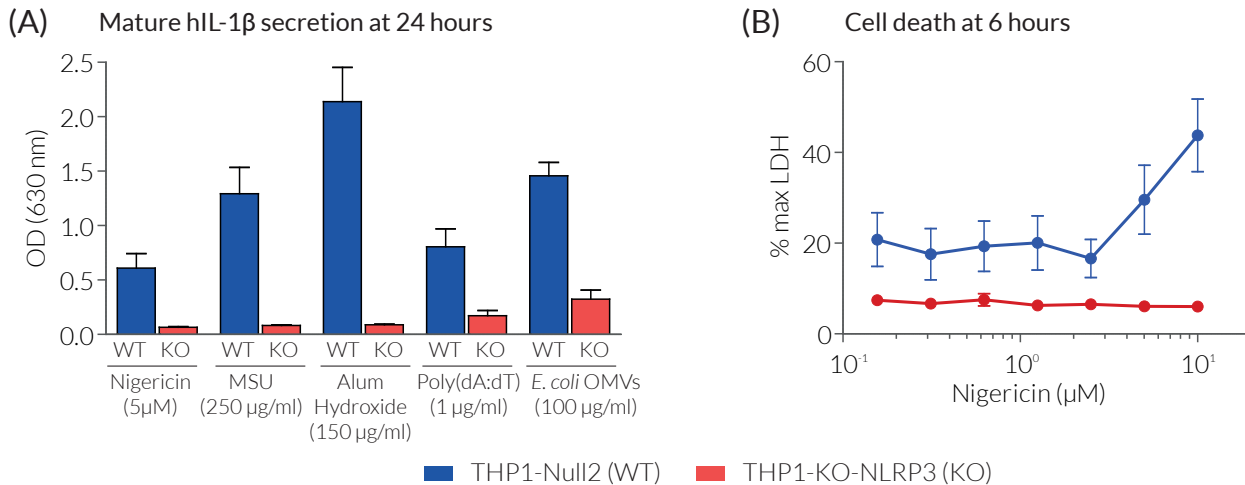 (A) Mature hIL-1β secretion at 24 hours
OD (630 nm)
2.5
2.0
1.5
1.0
0.5
0.0
WT KO WT KO WT KO WT KO WT KO
Nigericin
(5µM)
MSU
(250 µg/ml)
Alum
Hydroxide
(150 µg/ml)
Poly(dA:dT)
(1 µg/ml)
E. coli OMVs
(100 µg/ml)
(B) Cell death at 6 hours
% max LDH
60
40
20
0
10⁻¹ 10⁰ 10¹
Nigericin (µM)
THP1-Null2 (WT) THP1-KO-NLRP3 (KO)